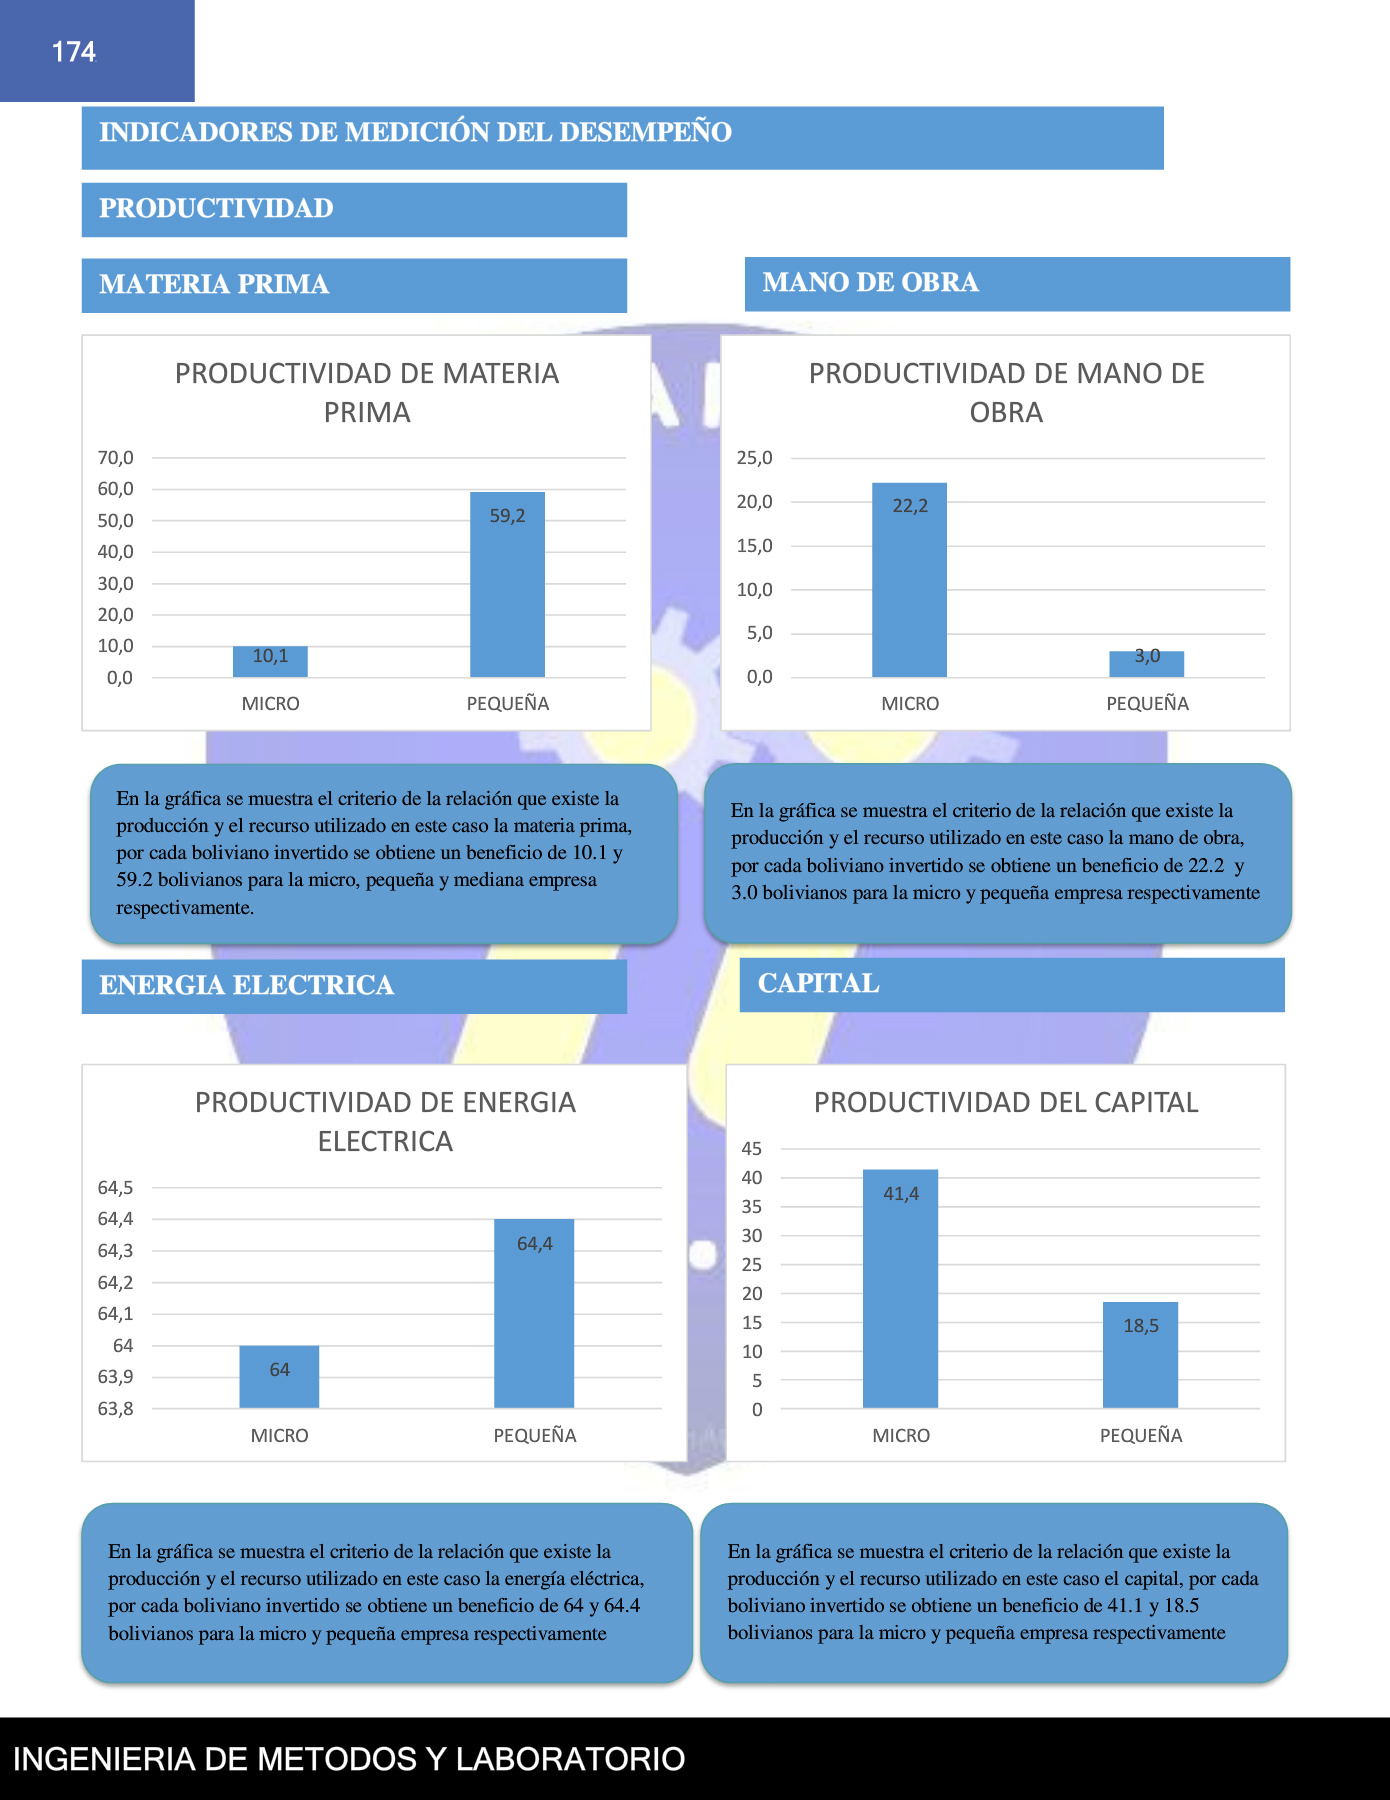 174
INDICADORES DE MEDICIÓN DEL DESEMPEÑO
PRODUCTIVIDAD
MATERIA PRIMA
MANO DE OBRA
PRODUCTIVIDAD DE MATERIA
PRIMA
70,0
60,0
50,0
40,0
30,0
20,0
10,0
0,0
10,1
59,2
MICRO
PEQUEÑA
PRODUCTIVIDAD DE MANO DE
OBRA
25,0
20,0
15,0
10,0
5,0
0,0
22,2
3,0
MICRO
PEQUEÑA
En la gráfica se muestra el criterio de la relación que existe la
producción y el recurso utilizado en este caso la materia prima,
por cada boliviano invertido se obtiene un beneficio de 10.1 y
59.2 bolivianos para la micro, pequeña y mediana empresa
respectivamente.
En la gráfica se muestra el criterio de la relación que existe la
producción y el recurso utilizado en este caso la mano de obra,
por cada boliviano invertido se obtiene un beneficio de 22.2 y
3.0 bolivianos para la micro y pequeña empresa respectivamente
ENERGIA ELECTRICA
CAPITAL
PRODUCTIVIDAD DE ENERGIA
ELECTRICA
64,5
64,4
64,3
64,2
64,1
64
63,9
63,8
64
64,4
MICRO
PEQUEÑA
PRODUCTIVIDAD DEL CAPITAL
45
40
35
30
25
20
15
10
5
0
41,4
18,5
MICRO
PEQUEÑA
En la gráfica se muestra el criterio de la relación que existe la
producción y el recurso utilizado en este caso la energía eléctrica,
por cada boliviano invertido se obtiene un beneficio de 64 y 64.4
bolivianos para la micro y pequeña empresa respectivamente
En la gráfica se muestra el criterio de la relación que existe la
producción y el recurso utilizado en este caso el capital, por cada
boliviano invertido se obtiene un beneficio de 41.1 y 18.5
bolivianos para la micro y pequeña empresa respectivamente
INGENIERIA DE METODOS Y LABORATORIO